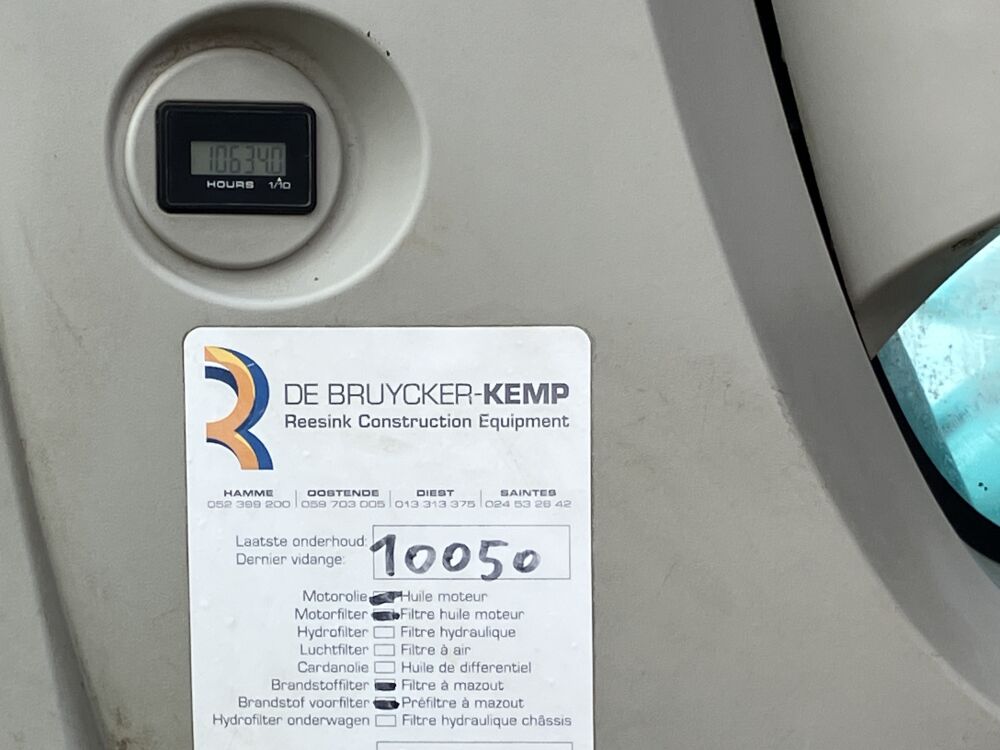 106340
HOURS 1/10
DE BRUYCKER-KEMP
Reesink Construction Equipment
HAMME OOSTENDE DIEST SAINTES
052 399 200 059 703 005 013 313 375 024 53 28 42
Laatste onderhoud:
Dernier vidange:
10050
Motorolie Huile moteur
Motorfilter Filtre huile moteur
Hydrofilter Filtre hydraulique
Luchtfilter Filtre à air
Cardanolie Huile de differentiel
Brandstoffilter Filtre à mazout
Brandstof voorfilter Préfiltre à mazout
Hydrofilter onderwagen Filtre hydraulique châssis